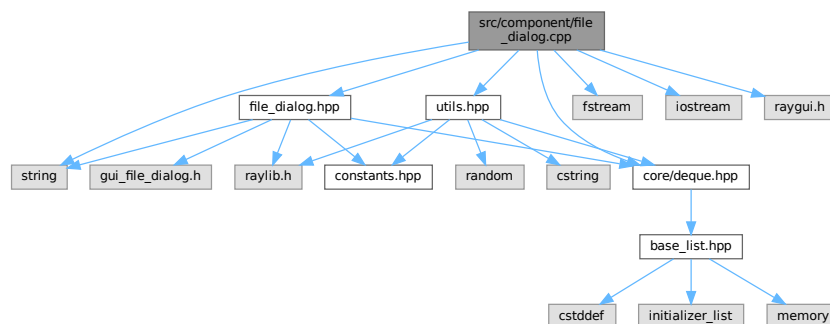 src/component/file
_dialog.cpp
file_dialog.hpp
utils.hpp
fstream
iostream
raygui.h
string
gui_file_dialog.h
raylib.h
constants.hpp
random
cstring
core/deque.hpp
base_list.hpp
cstddef
initializer_list
memory